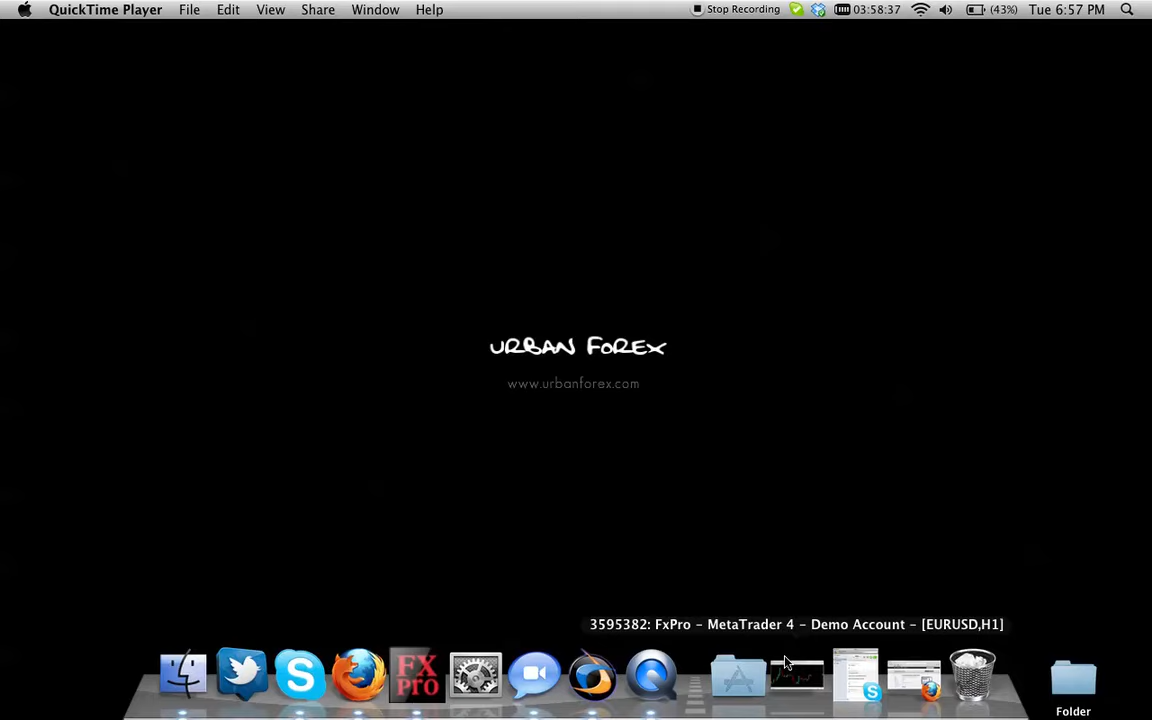 QuickTime Player File Edit View Share Window Help Stop Recording 03:58:37 (43%) Tue 6:57 PM
URBAN FOREX
www.urbanforex.com
3595382: FxPro - MetaTrader 4 - Demo Account - [EURUSD,H1]
FX
Pro
Folder